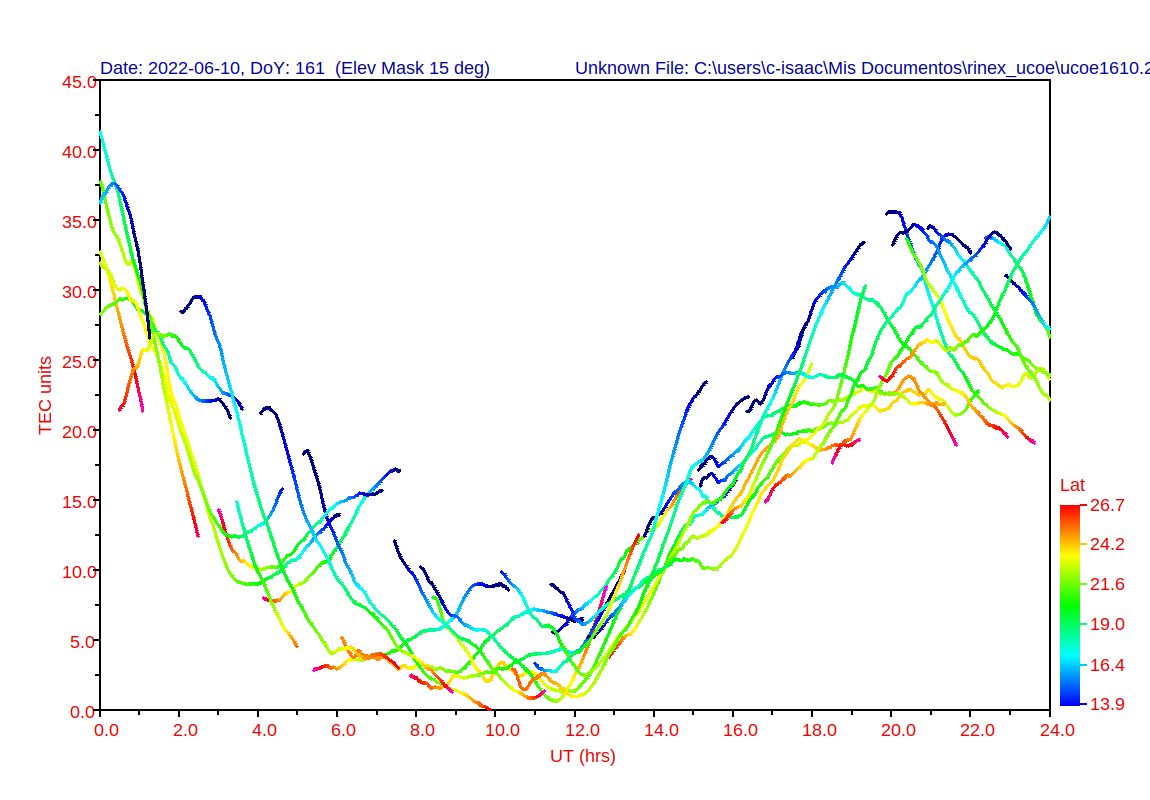 Date: 2022-06-10, DoY: 161  (Elev Mask 15 deg)
Unknown File: C:\users\c-isaac\Mis Documentos\rinex_ucoe\ucoe1610.2
45.0
40.0
35.0
30.0
25.0
20.0
15.0
10.0
5.0
0.0
TEC units
0.0 2.0 4.0 6.0 8.0 10.0 12.0 14.0 16.0 18.0 20.0 22.0 24.0
UT (hrs)
Lat
26.7
24.2
21.6
19.0
16.4
13.9